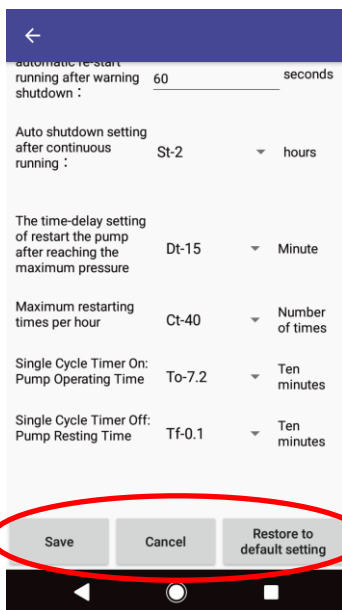 automatic re-start
running after warning 60 seconds
shutdown：
Auto shutdown setting
after continuous St-2 hours
running：
The time-delay setting
of restart the pump
after reaching the Dt-15 Minute
maximum pressure
Maximum restarting Number
times per hour Ct-40 of times
Single Cycle Timer On: Ten
Pump Operating Time To-7.2 minutes
Single Cycle Timer Off: Ten
Pump Resting Time Tf-0.1 minutes
Save Cancel Restore to
default setting